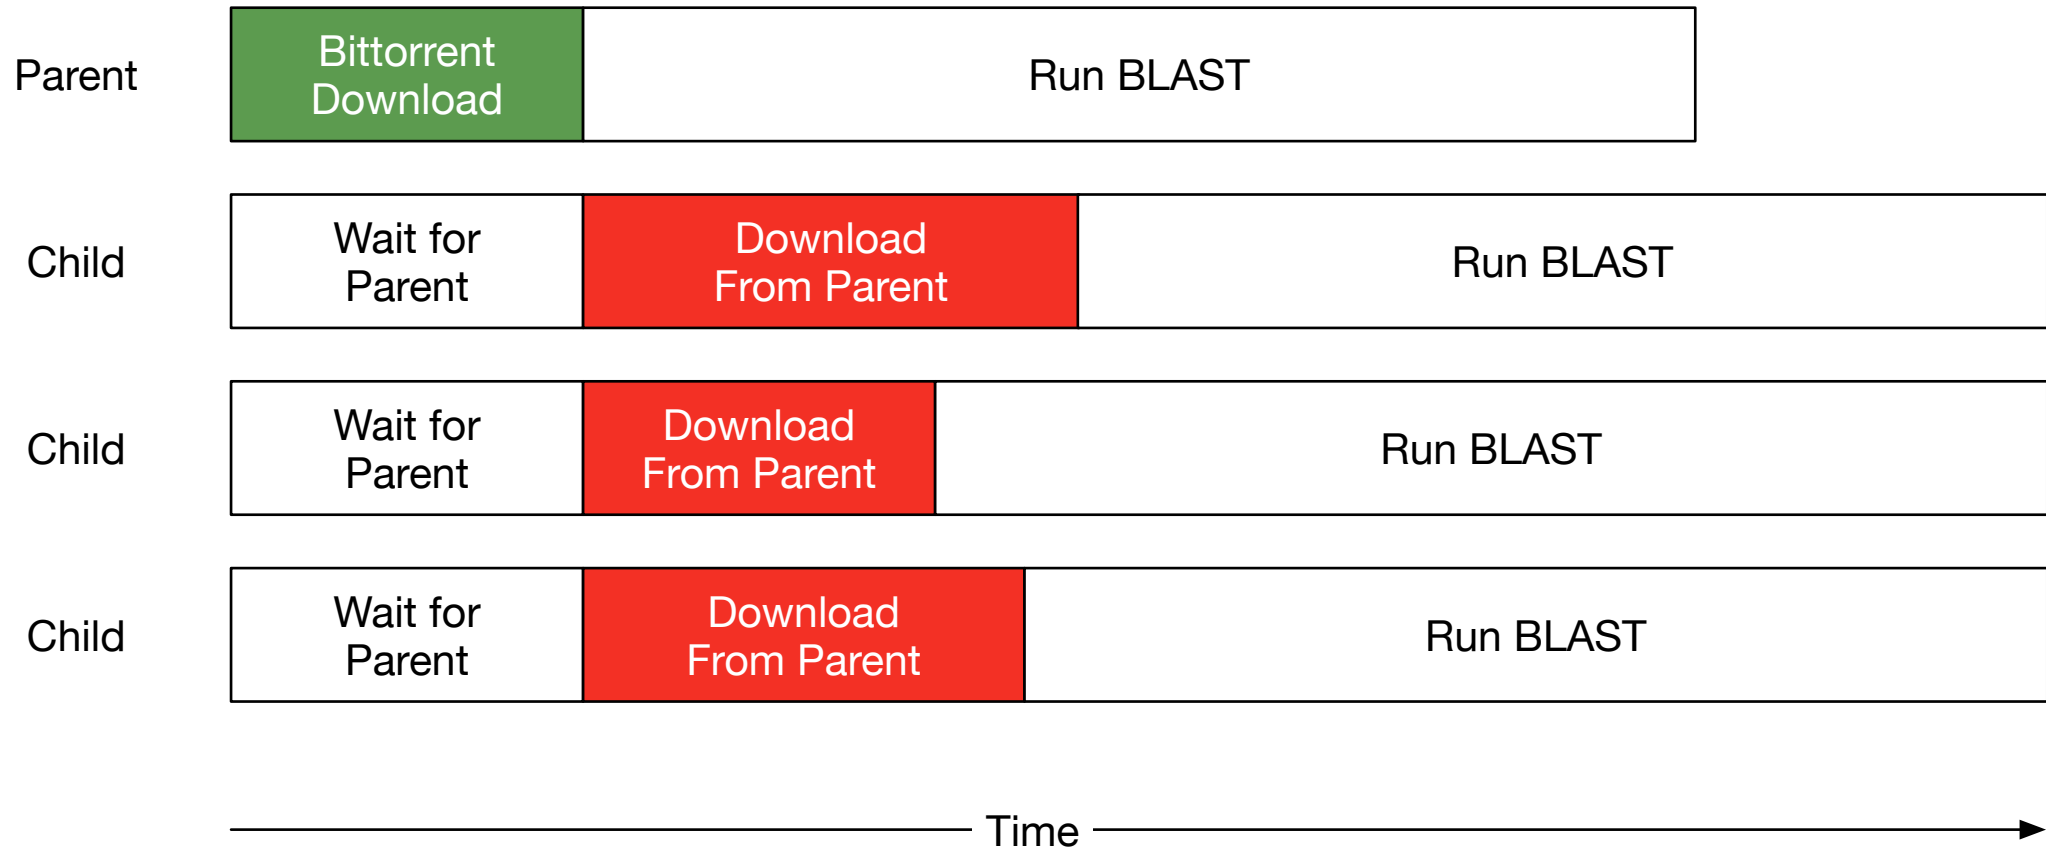 Parent
Bittorrent
Download
Run BLAST
Child
Wait for
Parent
Download
From Parent
Run BLAST
Child
Wait for
Parent
Download
From Parent
Run BLAST
Child
Wait for
Parent
Download
From Parent
Run BLAST
Time